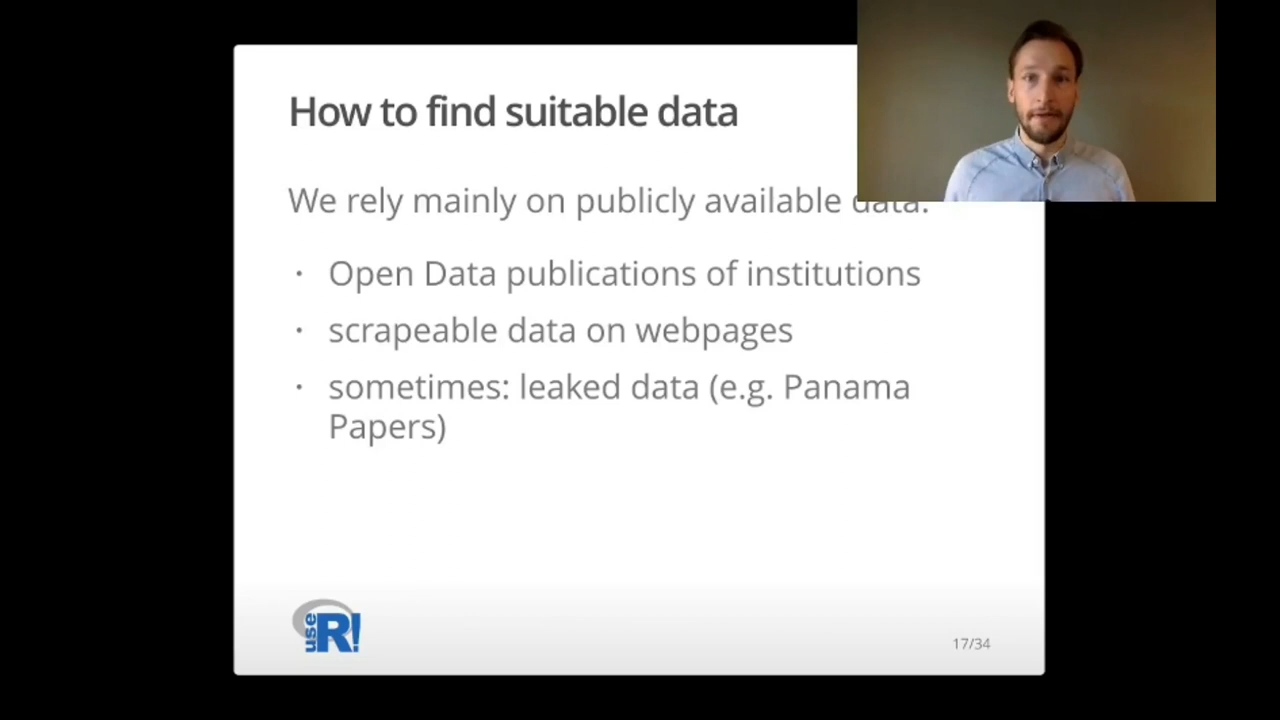 How to find suitable data
We rely mainly on publicly available data:
· Open Data publications of institutions
· scrapeable data on webpages
· sometimes: leaked data (e.g. Panama
Papers)
use R!
17/34